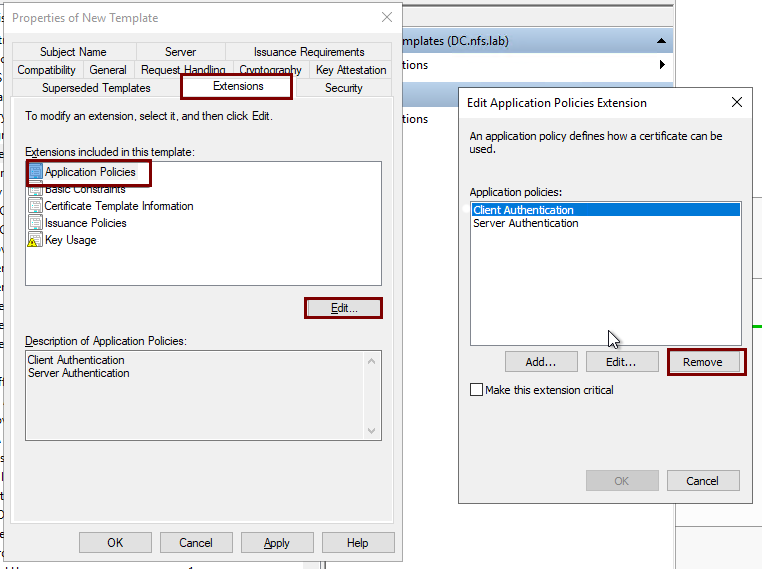 Properties of New Template
Subject Name
Server
Issuance Requirements
Compatibility
General
Request Handling
Cryptography
Key Attestation
Superseded Templates
Extensions
Security
To modify an extension, select it, and then click Edit.
Extensions included in this template:
Application Policies
Basic Constraints
Certificate Template Information
Issuance Policies
Key Usage
Edit...
Description of Application Policies:
Client Authentication
Server Authentication
OK
Cancel
Apply
Help
mplates (DC.nfs.lab)
tions
tions
Edit Application Policies Extension
An application policy defines how a certificate can be
used.
Application policies:
Client Authentication
Server Authentication
Add...
Edit...
Remove
Make this extension critical
OK
Cancel